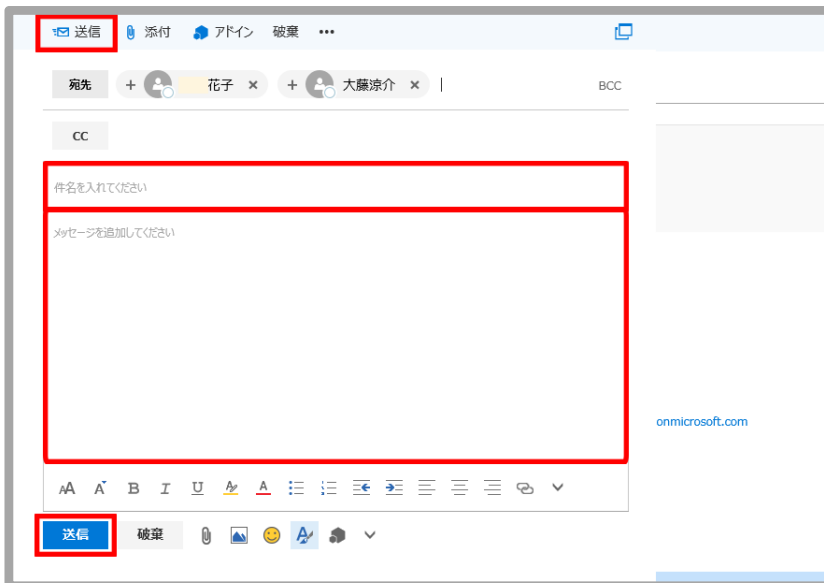 送信 添付 アドイン 破棄 •••
宛先 + 花子 × + 大藤涼介 × BCC
CC
件名を入れてください
メッセージを追加してください
onmicrosoft.com
AA A B I U A A
送信 破棄